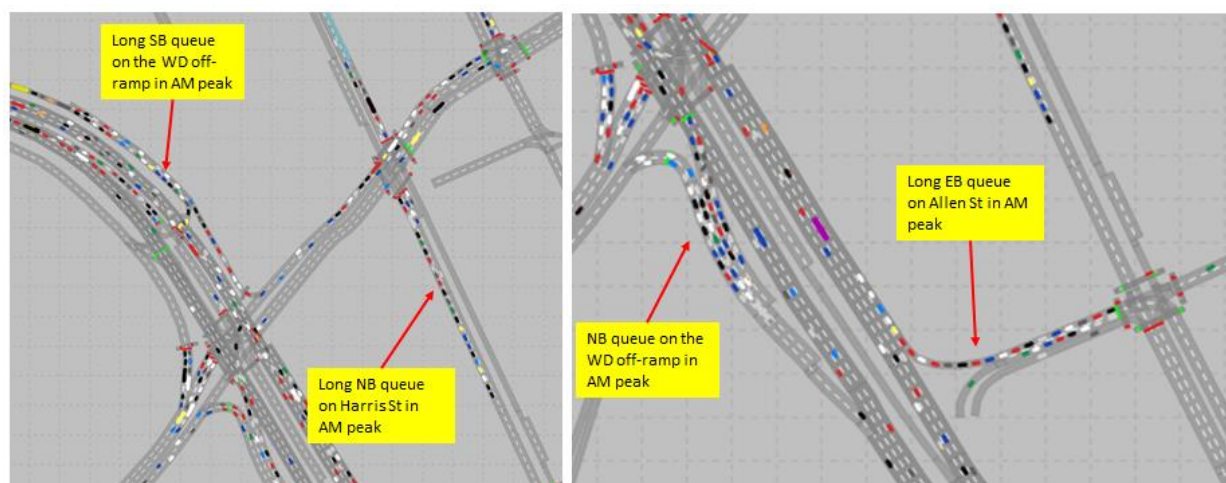 Long SB queue
on the WD off-
ramp in AM peak
Long NB queue
on Harris St in
AM peak
Long EB queue
on Allen St in AM
peak
NB queue on the
WD off-ramp in
AM peak